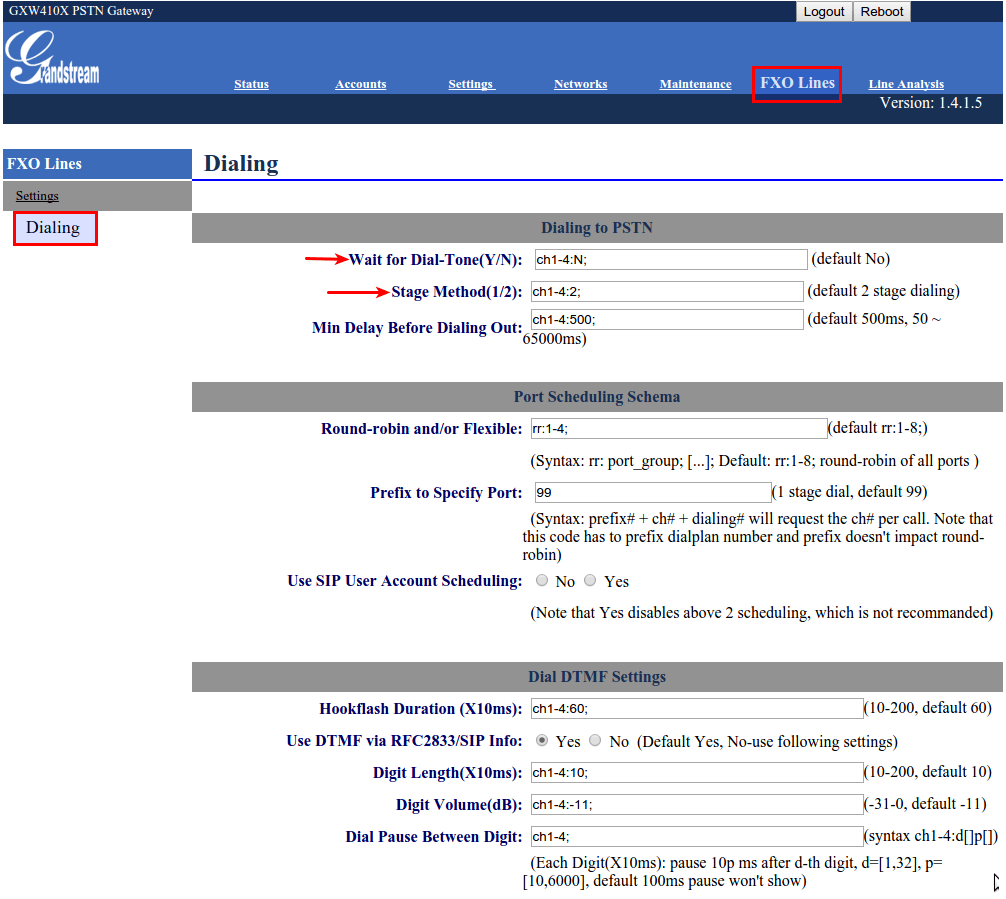 GXW410X PSTN Gateway Logout Reboot
Grandstream
Status Accounts Settings Networks Maintenance FXO Lines Line Analysis
Version: 1.4.1.5
FXO Lines
Settings
Dialing
Dialing
Dialing to PSTN
Wait for Dial-Tone(Y/N): ch1-4:N; (default No)
Stage Method(1/2): ch1-4:2; (default 2 stage dialing)
Min Delay Before Dialing Out: ch1-4:500; (default 500ms, 50 ~
65000ms)
Port Scheduling Schema
Round-robin and/or Flexible: rr:1-4; (default rr:1-8;)
(Syntax: rr: port_group; [...]; Default: rr:1-8; round-robin of all ports )
Prefix to Specify Port: 99 (1 stage dial, default 99)
(Syntax: prefix# + ch# + dialing# will request the ch# per call. Note that
this code has to prefix dialplan number and prefix doesn't impact round-
robin)
Use SIP User Account Scheduling: No Yes
(Note that Yes disables above 2 scheduling, which is not recommanded)
Dial DTMF Settings
Hookflash Duration (X10ms): ch1-4:60; (10-200, default 60)
Use DTMF via RFC2833/SIP Info: Yes No (Default Yes, No-use following settings)
Digit Length(X10ms): ch1-4:10; (10-200, default 10)
Digit Volume(dB): ch1-4:-11; (-31-0, default -11)
Dial Pause Between Digit: ch1-4; (syntax ch1-4:d[]p[])
(Each Digit(X10ms): pause 10p ms after d-th digit, d=[1,32], p=
[10,6000], default 100ms pause won't show)